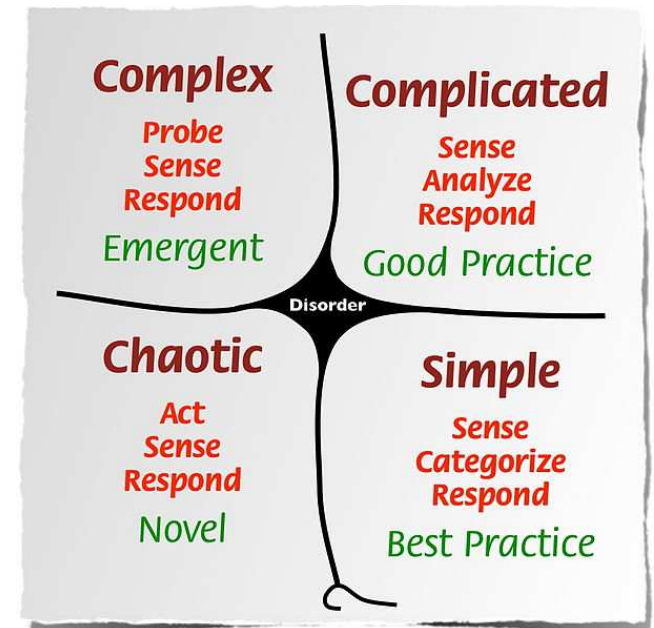 Complex
Probe
Sense
Respond
Emergent
Complicated
Sense
Analyze
Respond
Good Practice
Disorder
Chaotic
Act
Sense
Respond
Novel
Simple
Sense
Categorize
Respond
Best Practice